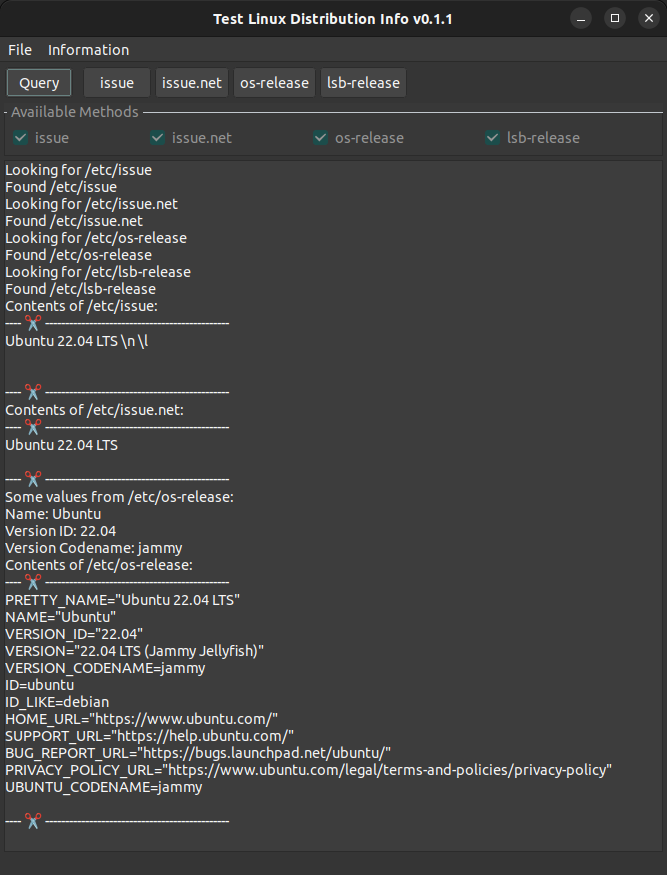 Test Linux Distribution Info v0.1.1
File Information
Query issue issue.net os-release lsb-release
Avaiilable Methods
issue issue.net os-release lsb-release
Looking for /etc/issue
Found /etc/issue
Looking for /etc/issue.net
Found /etc/issue.net
Looking for /etc/os-release
Found /etc/os-release
Looking for /etc/lsb-release
Found /etc/lsb-release
Contents of /etc/issue:
---- ✂️ ----------------------------------------------
Ubuntu 22.04 LTS \n \l
---- ✂️ ----------------------------------------------
Contents of /etc/issue.net:
---- ✂️ ----------------------------------------------
Ubuntu 22.04 LTS
---- ✂️ ----------------------------------------------
Some values from /etc/os-release:
Name: Ubuntu
Version ID: 22.04
Version Codename: jammy
Contents of /etc/os-release:
---- ✂️ ----------------------------------------------
PRETTY_NAME="Ubuntu 22.04 LTS"
NAME="Ubuntu"
VERSION_ID="22.04"
VERSION="22.04 LTS (Jammy Jellyfish)"
VERSION_CODENAME=jammy
ID=ubuntu
ID_LIKE=debian
HOME_URL="https://www.ubuntu.com/"
SUPPORT_URL="https://help.ubuntu.com/"
BUG_REPORT_URL="https://bugs.launchpad.net/ubuntu/"
PRIVACY_POLICY_URL="https://www.ubuntu.com/legal/terms-and-policies/privacy-policy"
UBUNTU_CODENAME=jammy
---- ✂️ ----------------------------------------------